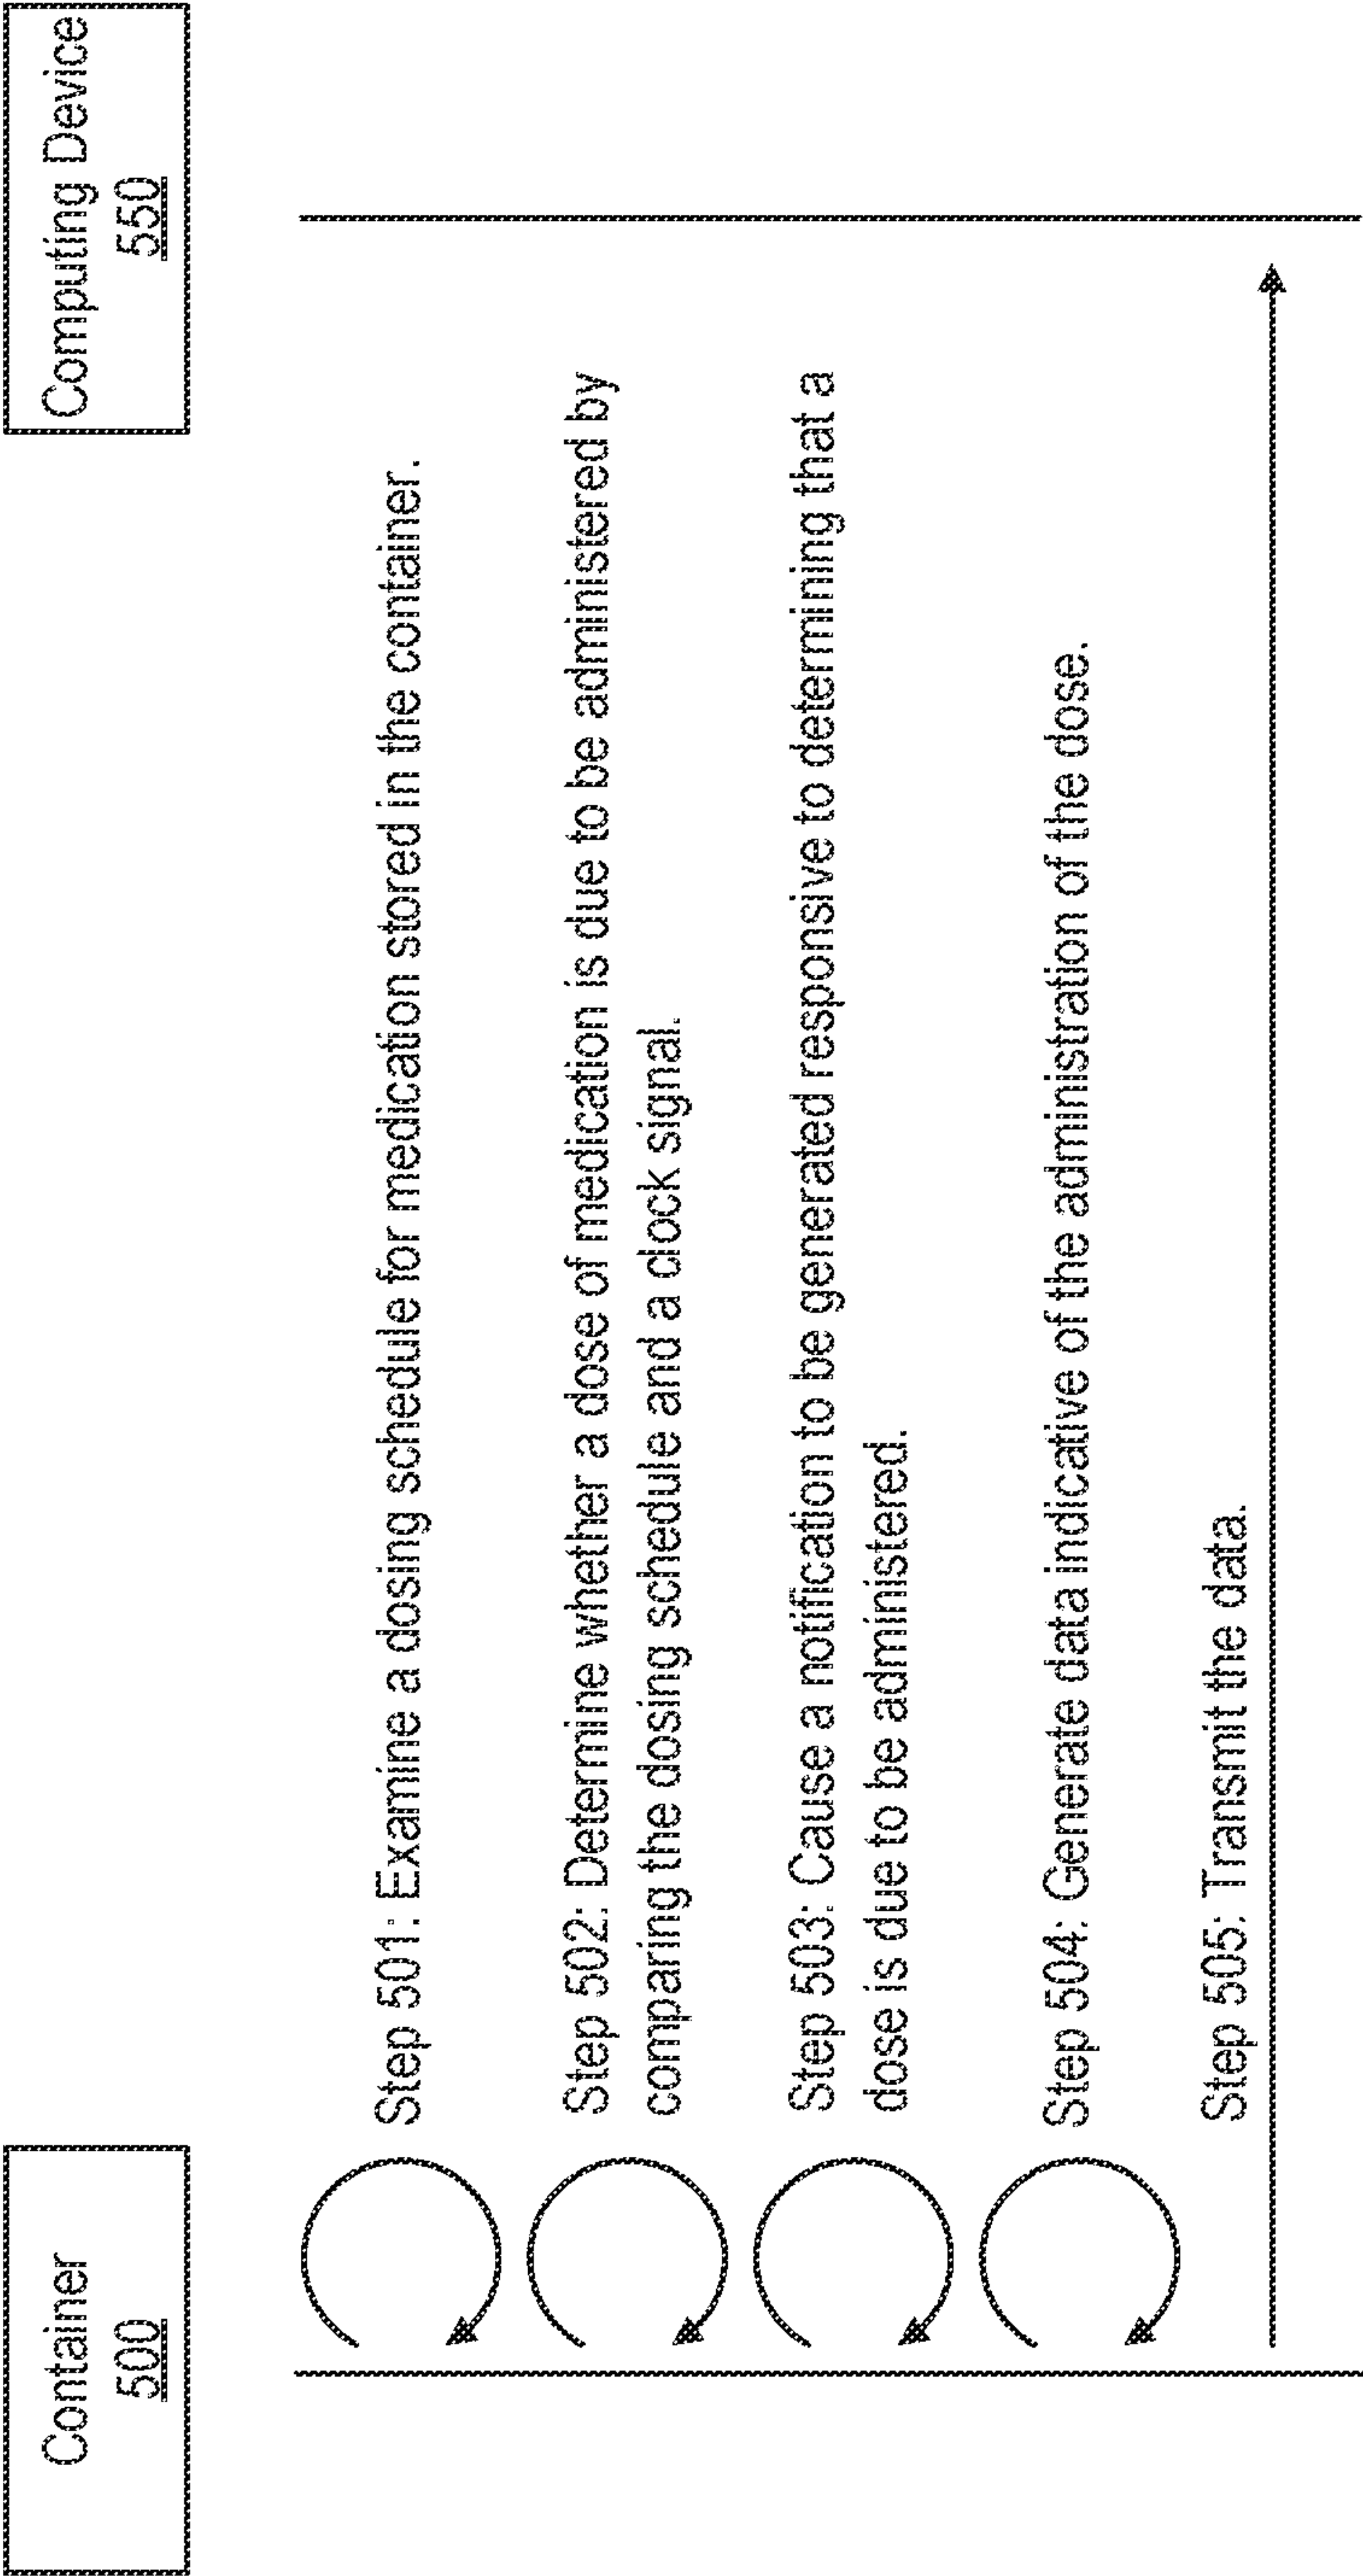 Container
500
Computing Device
550
Step 501: Examine a dosing schedule for medication stored in the container.
Step 502: Determine whether a dose of medication is due to be administered by
comparing the dosing schedule and a clock signal.
Step 503: Cause a notification to be generated responsive to determining that a
dose is due to be administered.
Step 504: Generate data indicative of the administration of the dose.
Step 505: Transmit the data.